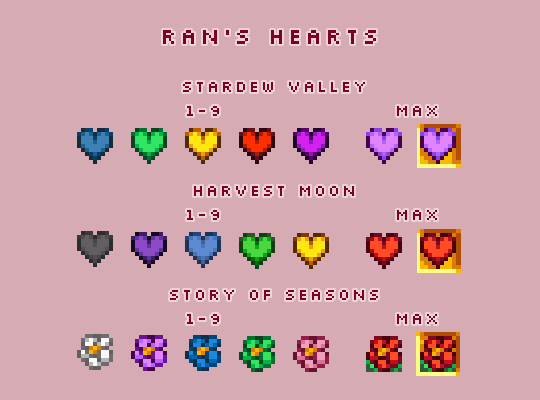 RAN'S HEARTS
STARDEW VALLEY
1-9 MAX
HARVEST MOON
1-9 MAX
STORY OF SEASONS
1-9 MAX